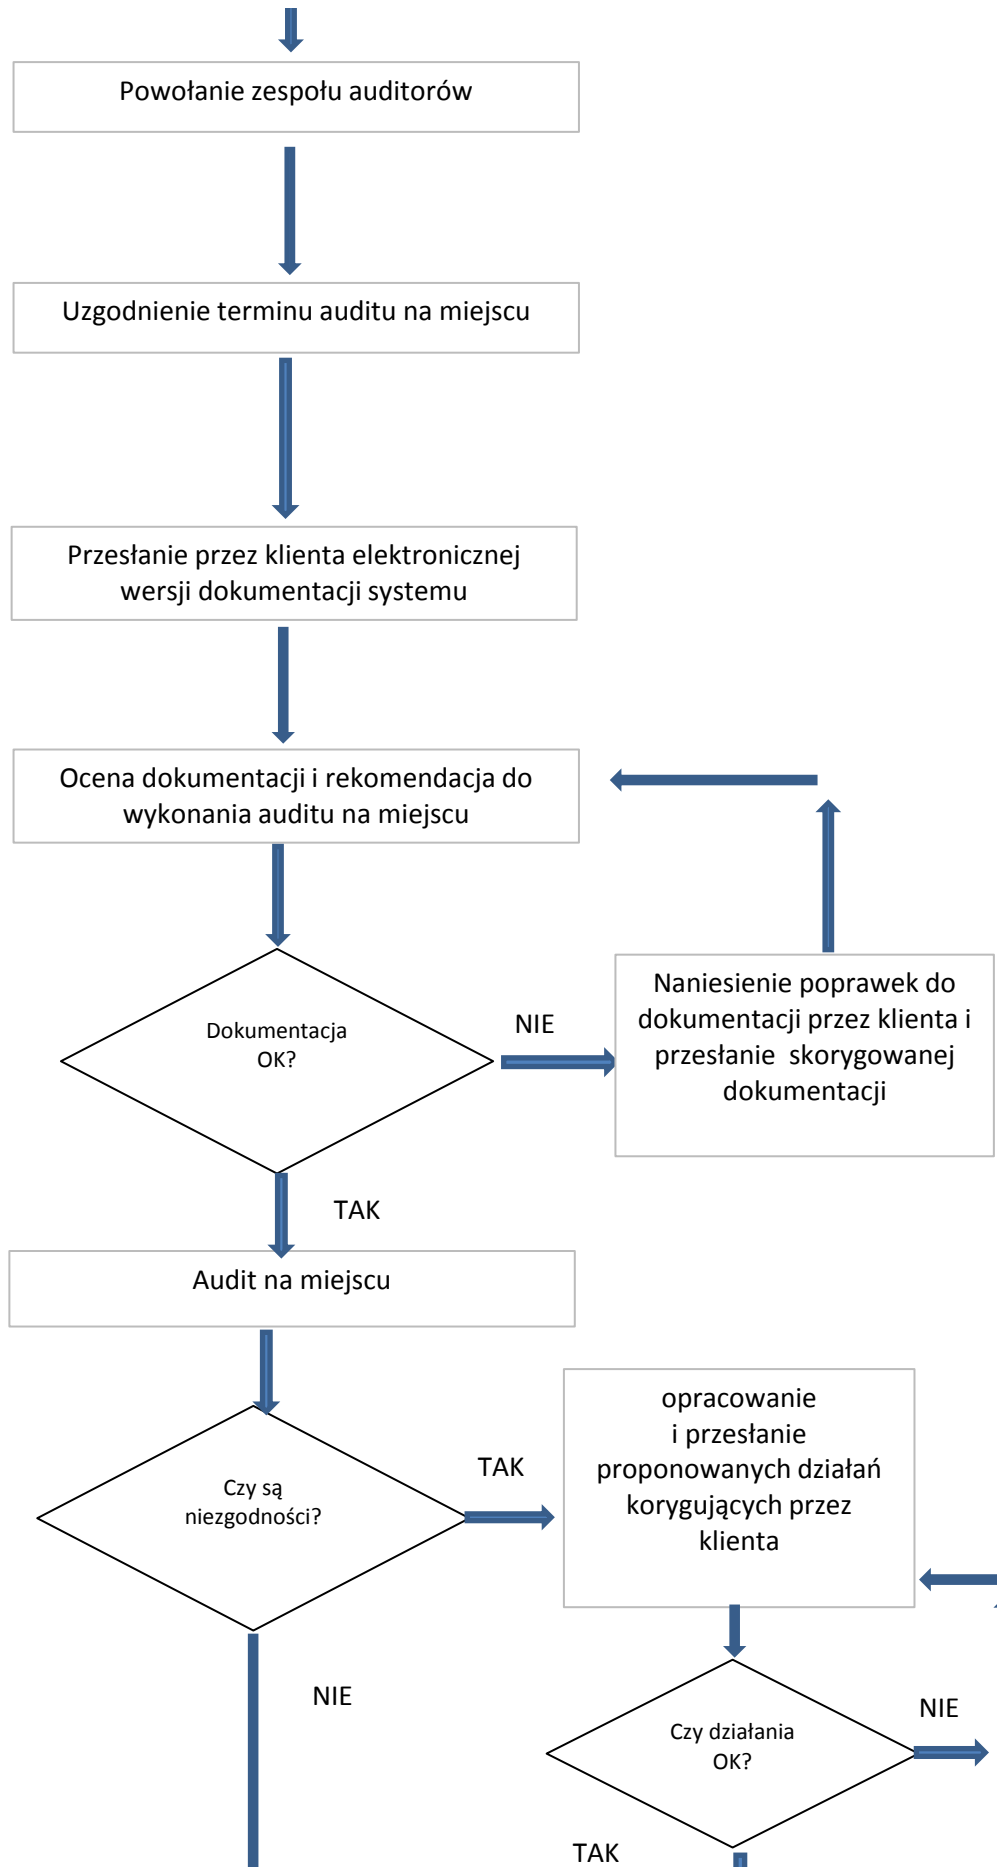 Powołanie zespołu auditorów
Uzgodnienie terminu auditu na miejscu
Przesłanie przez klienta elektronicznej
wersji dokumentacji systemu
Ocena dokumentacji i rekomendacja do
wykonania auditu na miejscu
Dokumentacja
OK?
NIE
Naniesienie poprawek do
dokumentacji przez klienta i
przesłanie skorygowanej
dokumentacji
TAK
Audit na miejscu
Czy są
niezgodności?
TAK
opracowanie
i przesłanie
proponowanych działań
korygujących przez
klienta
NIE
Czy działania
OK?
NIE
TAK